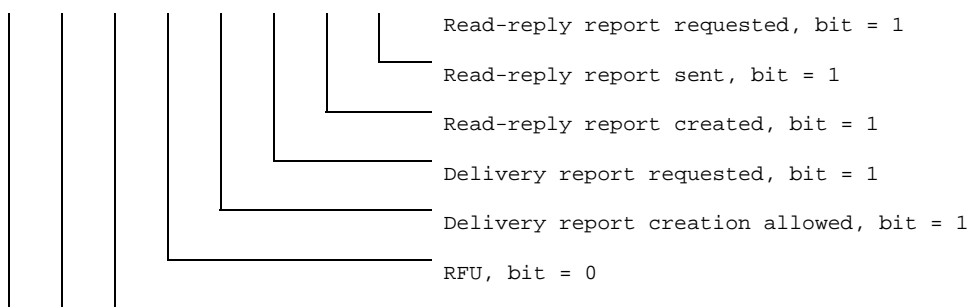 Read-reply report requested, bit = 1
Read-reply report sent, bit = 1
Read-reply report created, bit = 1
Delivery report requested, bit = 1
Delivery report creation allowed, bit = 1
RFU, bit = 0